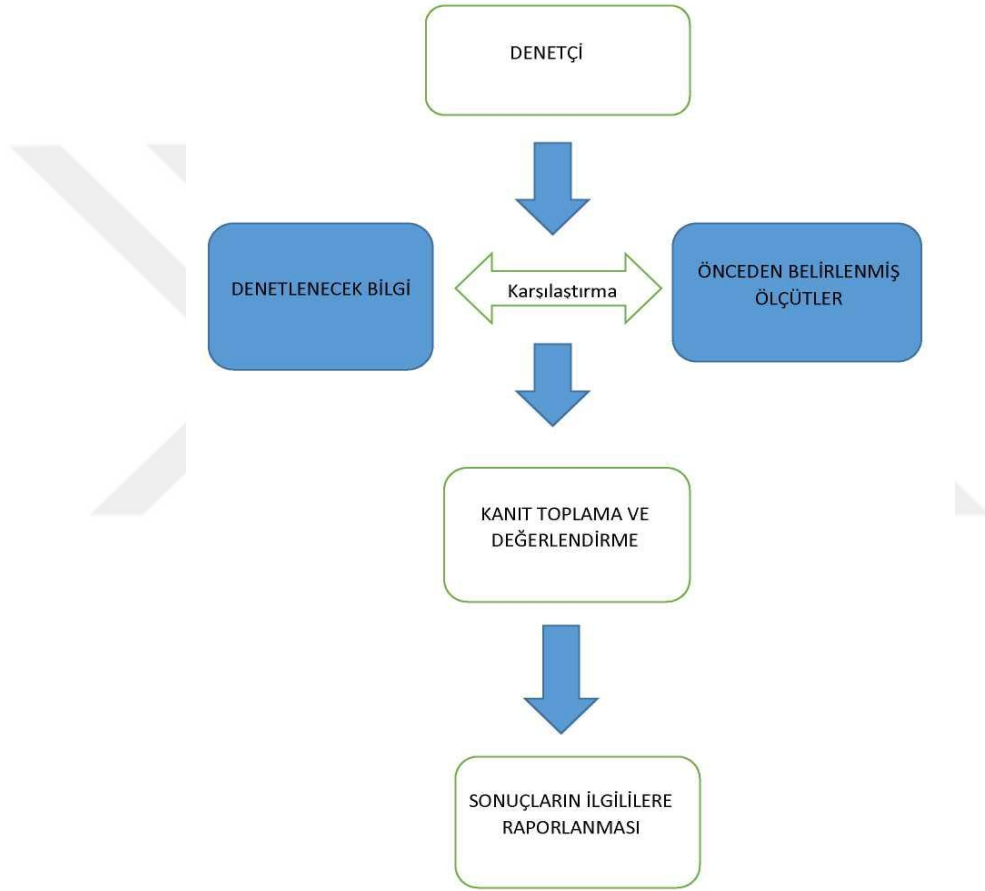 DENETÇİ
DENETLENECEK BİLGİ
Karşılaştırma
ÖNCEDEN BELİRLENMİŞ
ÖLÇÜTLER
KANIT TOPLAMA VE
DEĞERLENDİRME
SONUÇLARIN İLGİLİLERE
RAPORLANMASI